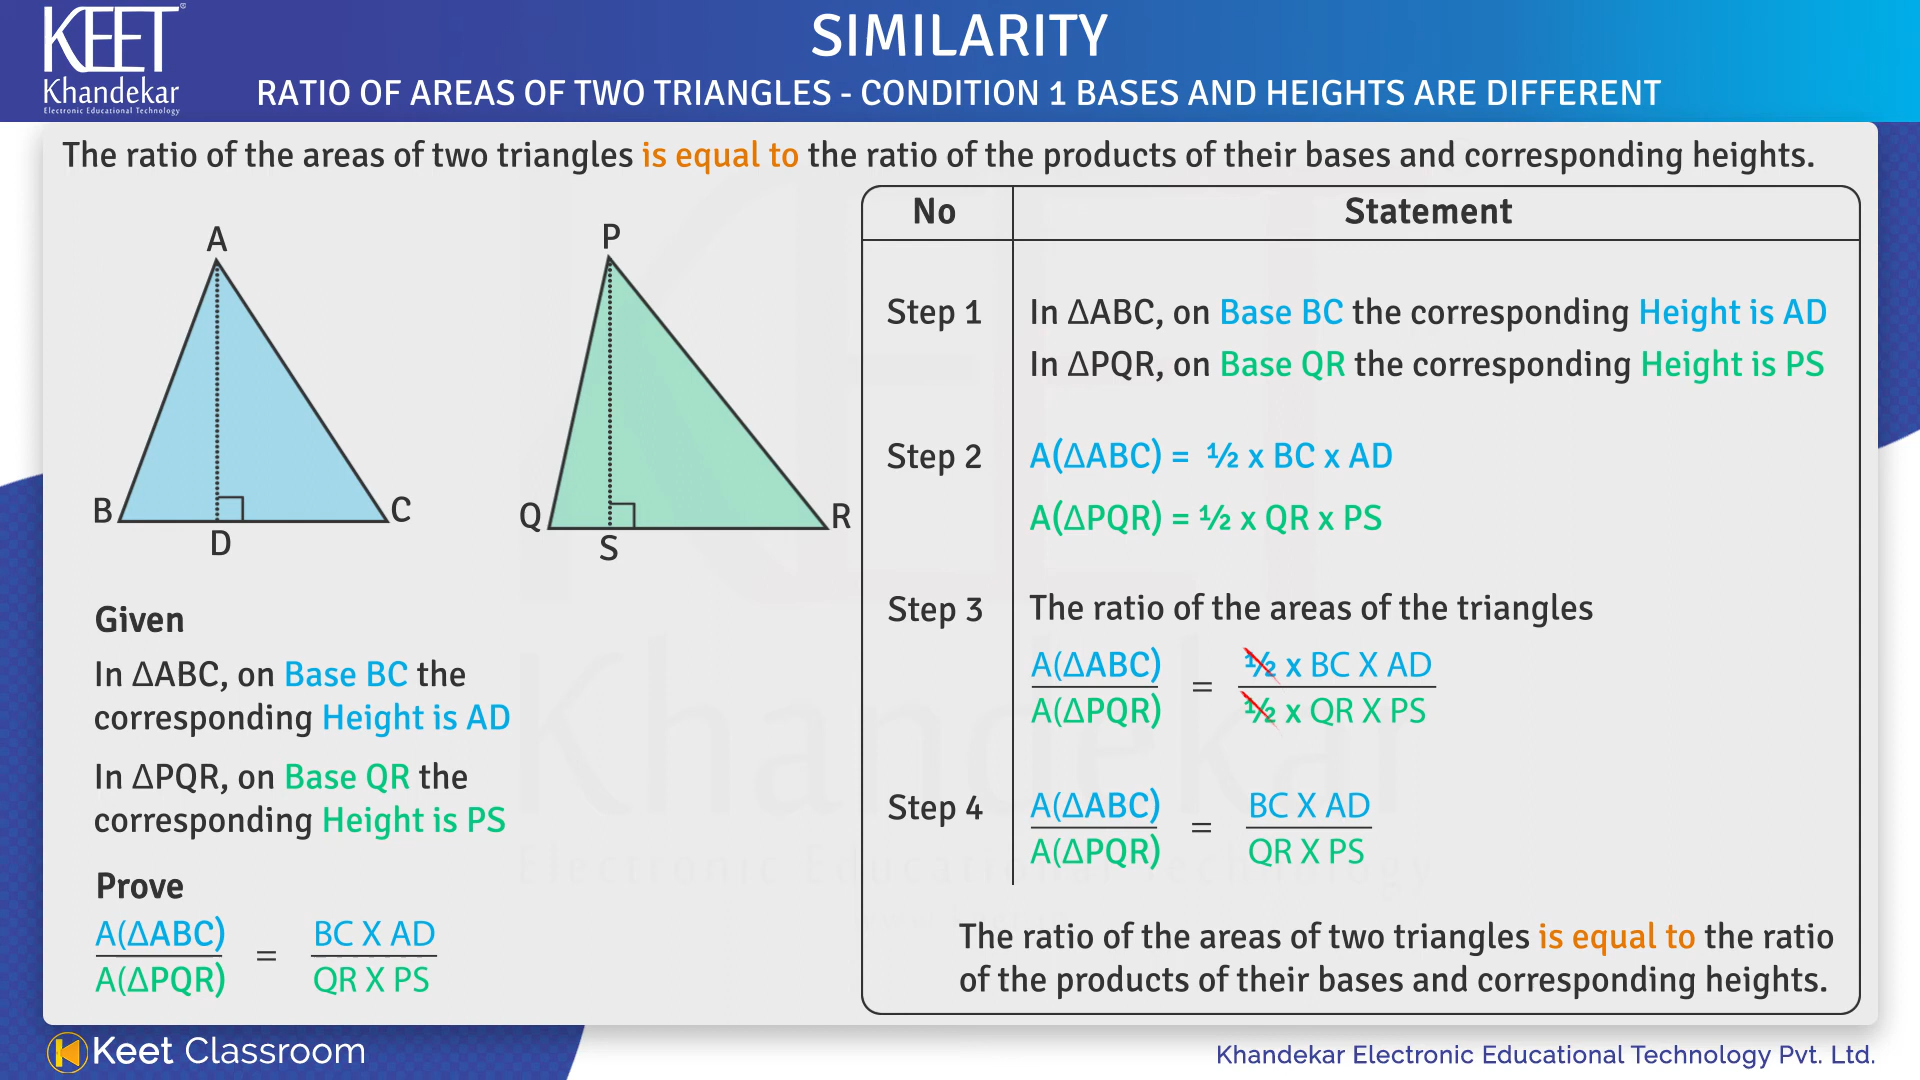 KEET
Khandekar
Electronic Educational Technology
SIMILARITY
RATIO OF AREAS OF TWO TRIANGLES - CONDITION 1 BASES AND HEIGHTS ARE DIFFERENT
The ratio of the areas of two triangles is equal to the ratio of the products of their bases and corresponding heights.
A
B
C
D
P
Q
R
S
Given
In ΔABC, on Base BC the
corresponding Height is AD
In ΔPQR, on Base QR the
corresponding Height is PS
Prove
A(ΔABC) / A(ΔPQR) = BC X AD / QR X PS
No Statement
Step 1 In ΔABC, on Base BC the corresponding Height is AD
In ΔPQR, on Base QR the corresponding Height is PS
Step 2 A(ΔABC) = ½ x BC x AD
A(ΔPQR) = ½ x QR x PS
Step 3 The ratio of the areas of the triangles
A(ΔABC) / A(ΔPQR) = ½ x BC X AD / ½ x QR X PS
Step 4 A(ΔABC) / A(ΔPQR) = BC X AD / QR X PS
The ratio of the areas of two triangles is equal to the ratio
of the products of their bases and corresponding heights.
KEET
Khandekar
Electronic Educational Technology
Keet Classroom
Khandekar Electronic Educational Technology Pvt. Ltd.